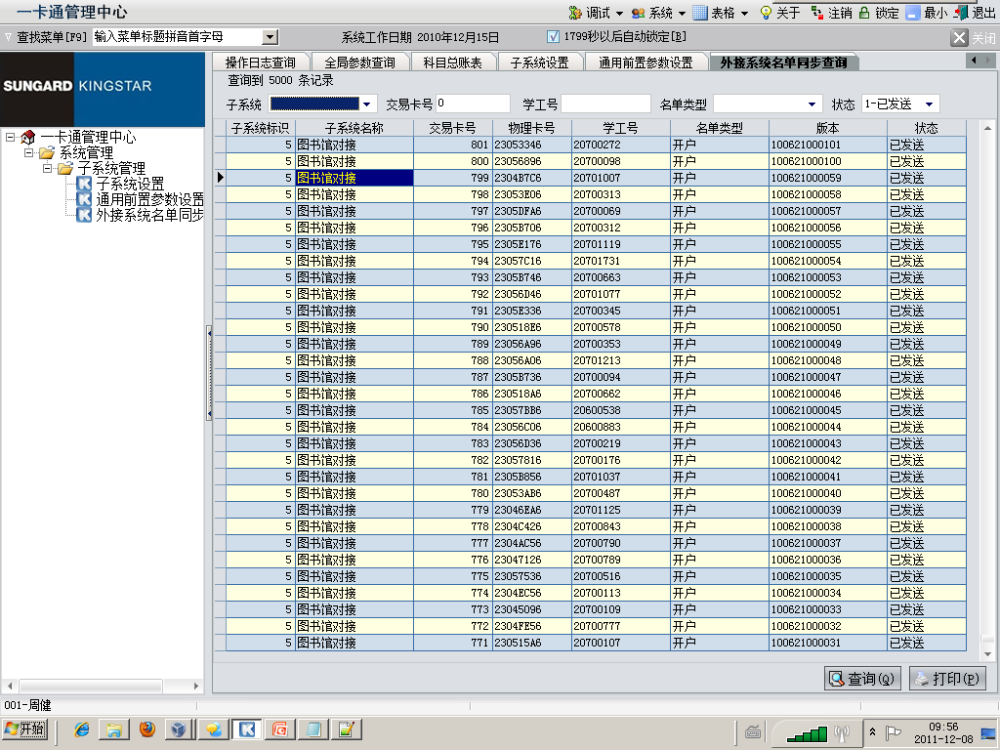 一卡通管理中心 调试 系统 表格 关于 注销 锁定 最小 退出
查找菜单[F9] 输入菜单标题拼音首字母 系统工作日期 2010年12月15日 1799秒以后自动锁定[B] 关闭
SUNGARD KINGSTAR
一卡通管理中心
系统管理
子系统管理
子系统设置
通用前置参数设置
外接系统名单同步
操作日志查询 全局参数查询 科目总账表 子系统设置 通用前置参数设置 外接系统名单同步查询
查询到 5000 条记录
子系统 交易卡号 0 学工号 名单类型 状态 1-已发送
子系统标识 子系统名称 交易卡号 物理卡号 学工号 名单类型 版本 状态
5 图书馆对接 801 23053346 20700272 开户 100621000101 已发送
5 图书馆对接 800 23056896 20700098 开户 100621000100 已发送
5 图书馆对接 799 2304B7C6 20701007 开户 100621000059 已发送
5 图书馆对接 798 23053E06 20700313 开户 100621000058 已发送
5 图书馆对接 797 2305DFA6 20700069 开户 100621000057 已发送
5 图书馆对接 796 2305B706 20700312 开户 100621000056 已发送
5 图书馆对接 795 2305E176 20701119 开户 100621000055 已发送
5 图书馆对接 794 23057C16 20701731 开户 100621000054 已发送
5 图书馆对接 793 2305B746 20700663 开户 100621000053 已发送
5 图书馆对接 792 23056D46 20701077 开户 100621000052 已发送
5 图书馆对接 791 2305E336 20700345 开户 100621000051 已发送
5 图书馆对接 790 230518E6 20700578 开户 100621000050 已发送
5 图书馆对接 789 23056A96 20700353 开户 100621000049 已发送
5 图书馆对接 788 23056A06 20701213 开户 100621000048 已发送
5 图书馆对接 787 2305B736 20700094 开户 100621000047 已发送
5 图书馆对接 786 230518A6 20700662 开户 100621000046 已发送
5 图书馆对接 785 23057BB6 20600538 开户 100621000045 已发送
5 图书馆对接 784 23056C06 20600883 开户 100621000044 已发送
5 图书馆对接 783 23056D36 20700219 开户 100621000043 已发送
5 图书馆对接 782 23057816 20700176 开户 100621000042 已发送
5 图书馆对接 781 2305B856 20701037 开户 100621000041 已发送
5 图书馆对接 780 23053AB6 20700487 开户 100621000040 已发送
5 图书馆对接 779 23046EA6 20701125 开户 100621000039 已发送
5 图书馆对接 778 2304C426 20700843 开户 100621000038 已发送
5 图书馆对接 777 2304AC56 20700790 开户 100621000037 已发送
5 图书馆对接 776 23047126 20700789 开户 100621000036 已发送
5 图书馆对接 775 23057536 20700516 开户 100621000035 已发送
5 图书馆对接 774 2304EC56 20700113 开户 100621000034 已发送
5 图书馆对接 773 23045096 20700109 开户 100621000033 已发送
5 图书馆对接 772 2304FE56 20700777 开户 100621000032 已发送
5 图书馆对接 771 230515A6 20700107 开户 100621000031 已发送
查询(Q) 打印(P)
001-周健
开始 09:56
2011-12-08